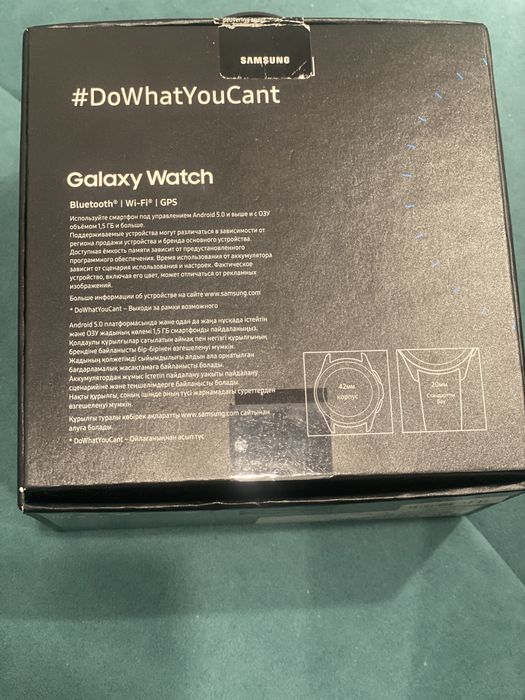 SAMSUNG
#DoWhatYouCant
Galaxy Watch
Bluetooth® | Wi-Fi® | GPS
Используйте смартфон под управлением Android 5.0 и выше и с ОЗУ
объёмом 1,5 ГБ и больше.
Поддерживаемые устройства могут различаться в зависимости от
региона продажи устройства и бренда основного устройства.
Доступная ёмкость памяти зависит от предустановленного
программного обеспечения. Время использования от аккумулятора
зависит от сценария использования и настроек. Фактическое
устройство, включая его цвет, может отличаться от рекламных
изображений.
Больше информации об устройстве на сайте www.samsung.com
* DoWhatYouCant – Выходи за рамки возможного
Android 5.0 платформасында және одан да жаңа нұсқада істейтін
және ОЗУ жадының көлемі 1,5 ГБ смартфонды пайдаланыңыз.
Қолдаулы құрылғылар сатылатын аймақ пен негізгі құрылғының
брендіне байланысты бір-бірінен өзгешеленуі мүмкін.
Жадының қолжетімді сыйымдылығы алдын ала орнатылған
бағдарламалық жасақтамаға байланысты болады.
Аккумулятордан жұмыс істетіп пайдалану уақыты пайдалану
сценарийіне және теңшелімдерге байланысты болады.
Нақты құрылғы, соның ішінде оның түсі жарнамадағы суреттерден
өзгешеленуі мүмкін.
Құрылғы туралы көбірек ақпаратты www.samsung.com сайтынан
алуға болады.
* DoWhatYouCant – Ойлағаныңнан асып түс
42мм
корпус
20мм
Стандартты
бау